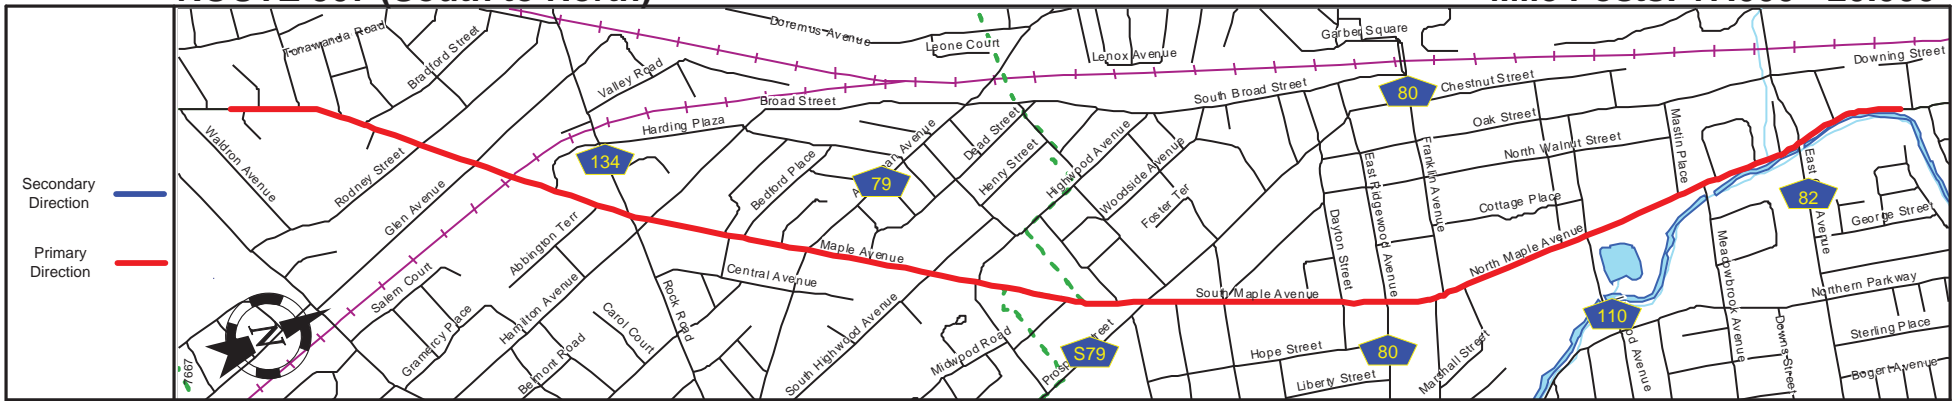 Secondary
Direction
Primary
Direction
Tonawanda Road
Bradford Street
Valley Road
Doremus Avenue
Leone Court
Lenox Avenue
Garber Square
Downing Street
Broad Street
South Broad Street
80
Chestnut Street
Harding Plaza
Oak Street
North Walnut Street
Mastin Place
Waldron Avenue
Rodney Street
Glen Avenue
134
Bedford Place
79
Avenue
Dead Street
Henry Street
Highwood Avenue
Woodside Avenue
Foster Ter
East Ridgewood Avenue
Franklin Avenue
Cottage Place
82
East
Avenue
George Street
Abbington Terr
Maple Avenue
Central Avenue
Dayton Street
North Maple Avenue
Meadowbrook Avenue
Salem Court
Rock Road
South Maple Avenue
Northern Parkway
N
Gramercy Place
Hamilton Avenue
Belmont Road
Carol Court
South Highwood Avenue
Midwood Road
S79
Hope Street
80
Liberty Street
Marshall Street
110
Avenue
Downs Street
Sterling Place
Bogert Avenue
7667